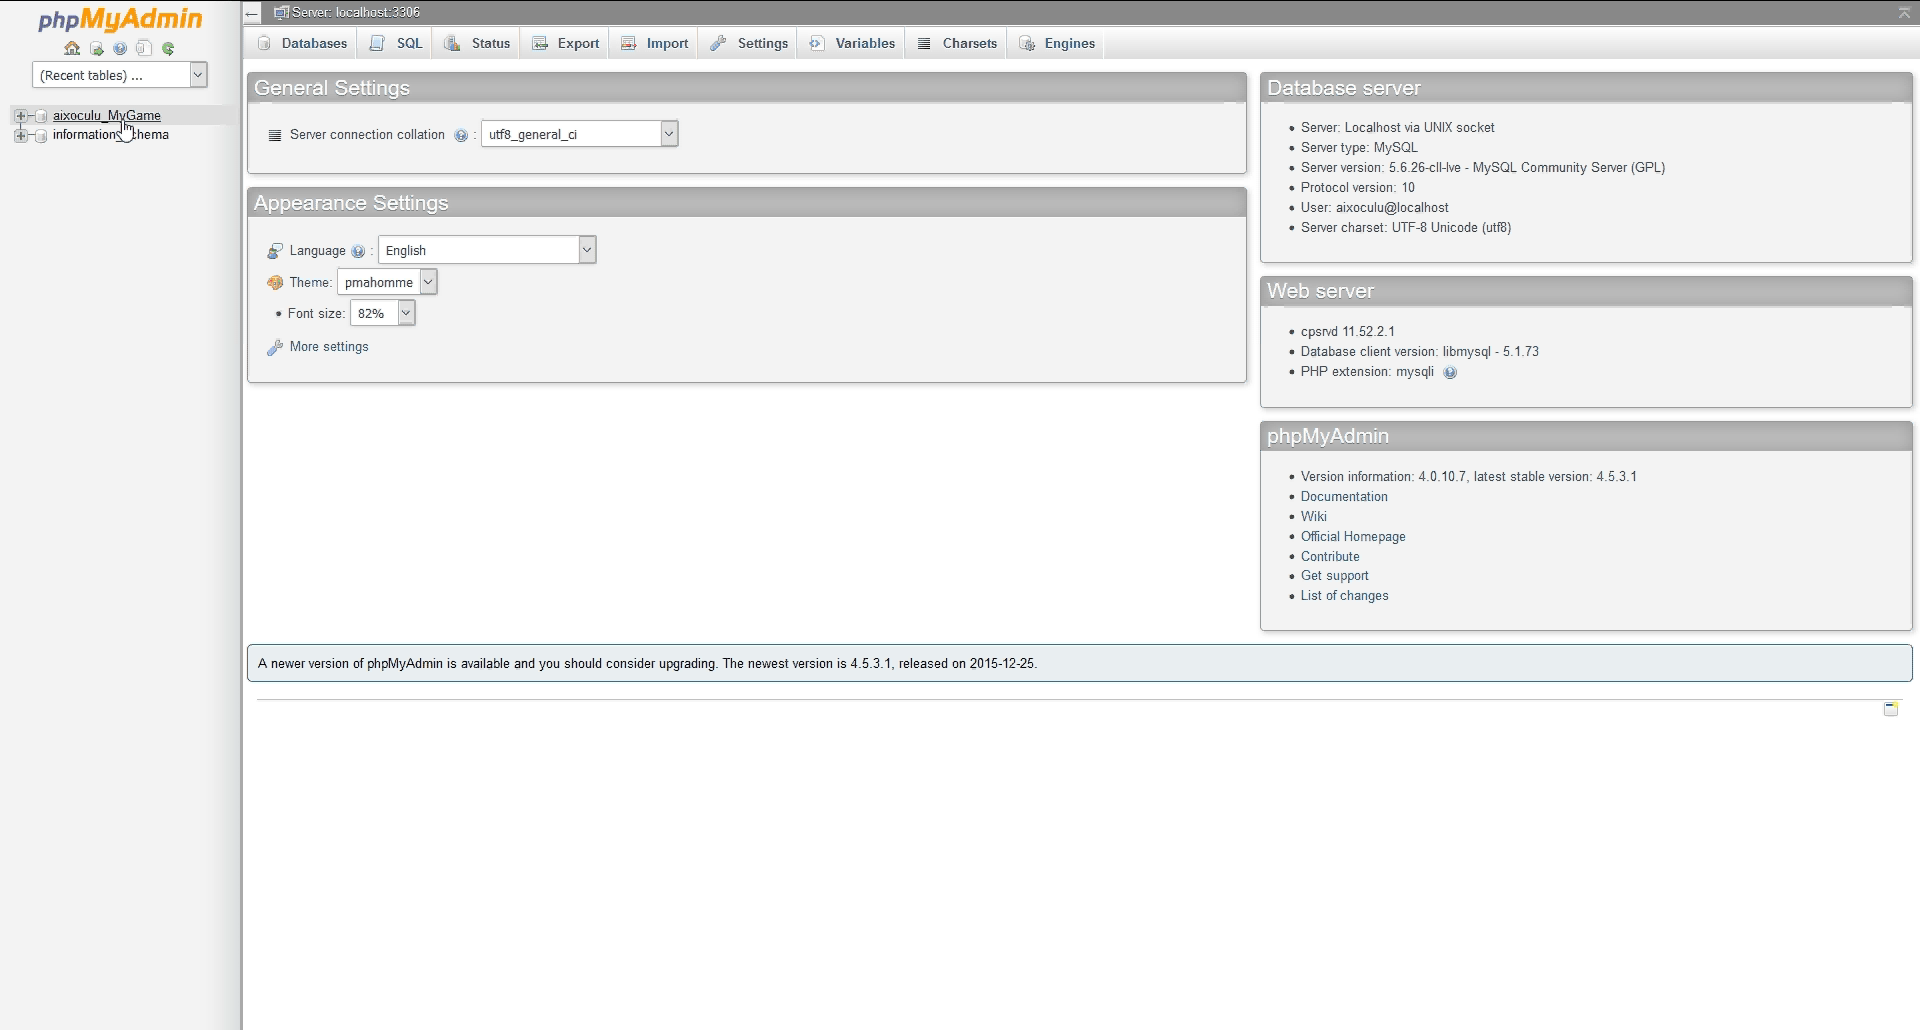 phpMyAdmin
(Recent tables) ...
aixoculu_MyGame
Server: localhost:3306
Databases SQL Status Export Import Settings Variables Charsets Engines
General Settings
Server connection collation : utf8_general_ci
Appearance Settings
Language : English
Theme: pmahomme
• Font size: 82%
More settings
Database server
• Server: Localhost via UNIX socket
• Server type: MySQL
• Server version: 5.6.26-cll-lve - MySQL Community Server (GPL)
• Protocol version: 10
• User: aixoculu@localhost
• Server charset: UTF-8 Unicode (utf8)
Web server
• cpsrvd 11.52.2.1
• Database client version: libmysql - 5.1.73
• PHP extension: mysqli
phpMyAdmin
• Version information: 4.0.10.7, latest stable version: 4.5.3.1
• Documentation
• Wiki
• Official Homepage
• Contribute
• Get support
• List of changes
A newer version of phpMyAdmin is available and you should consider upgrading. The newest version is 4.5.3.1, released on 2015-12-25.